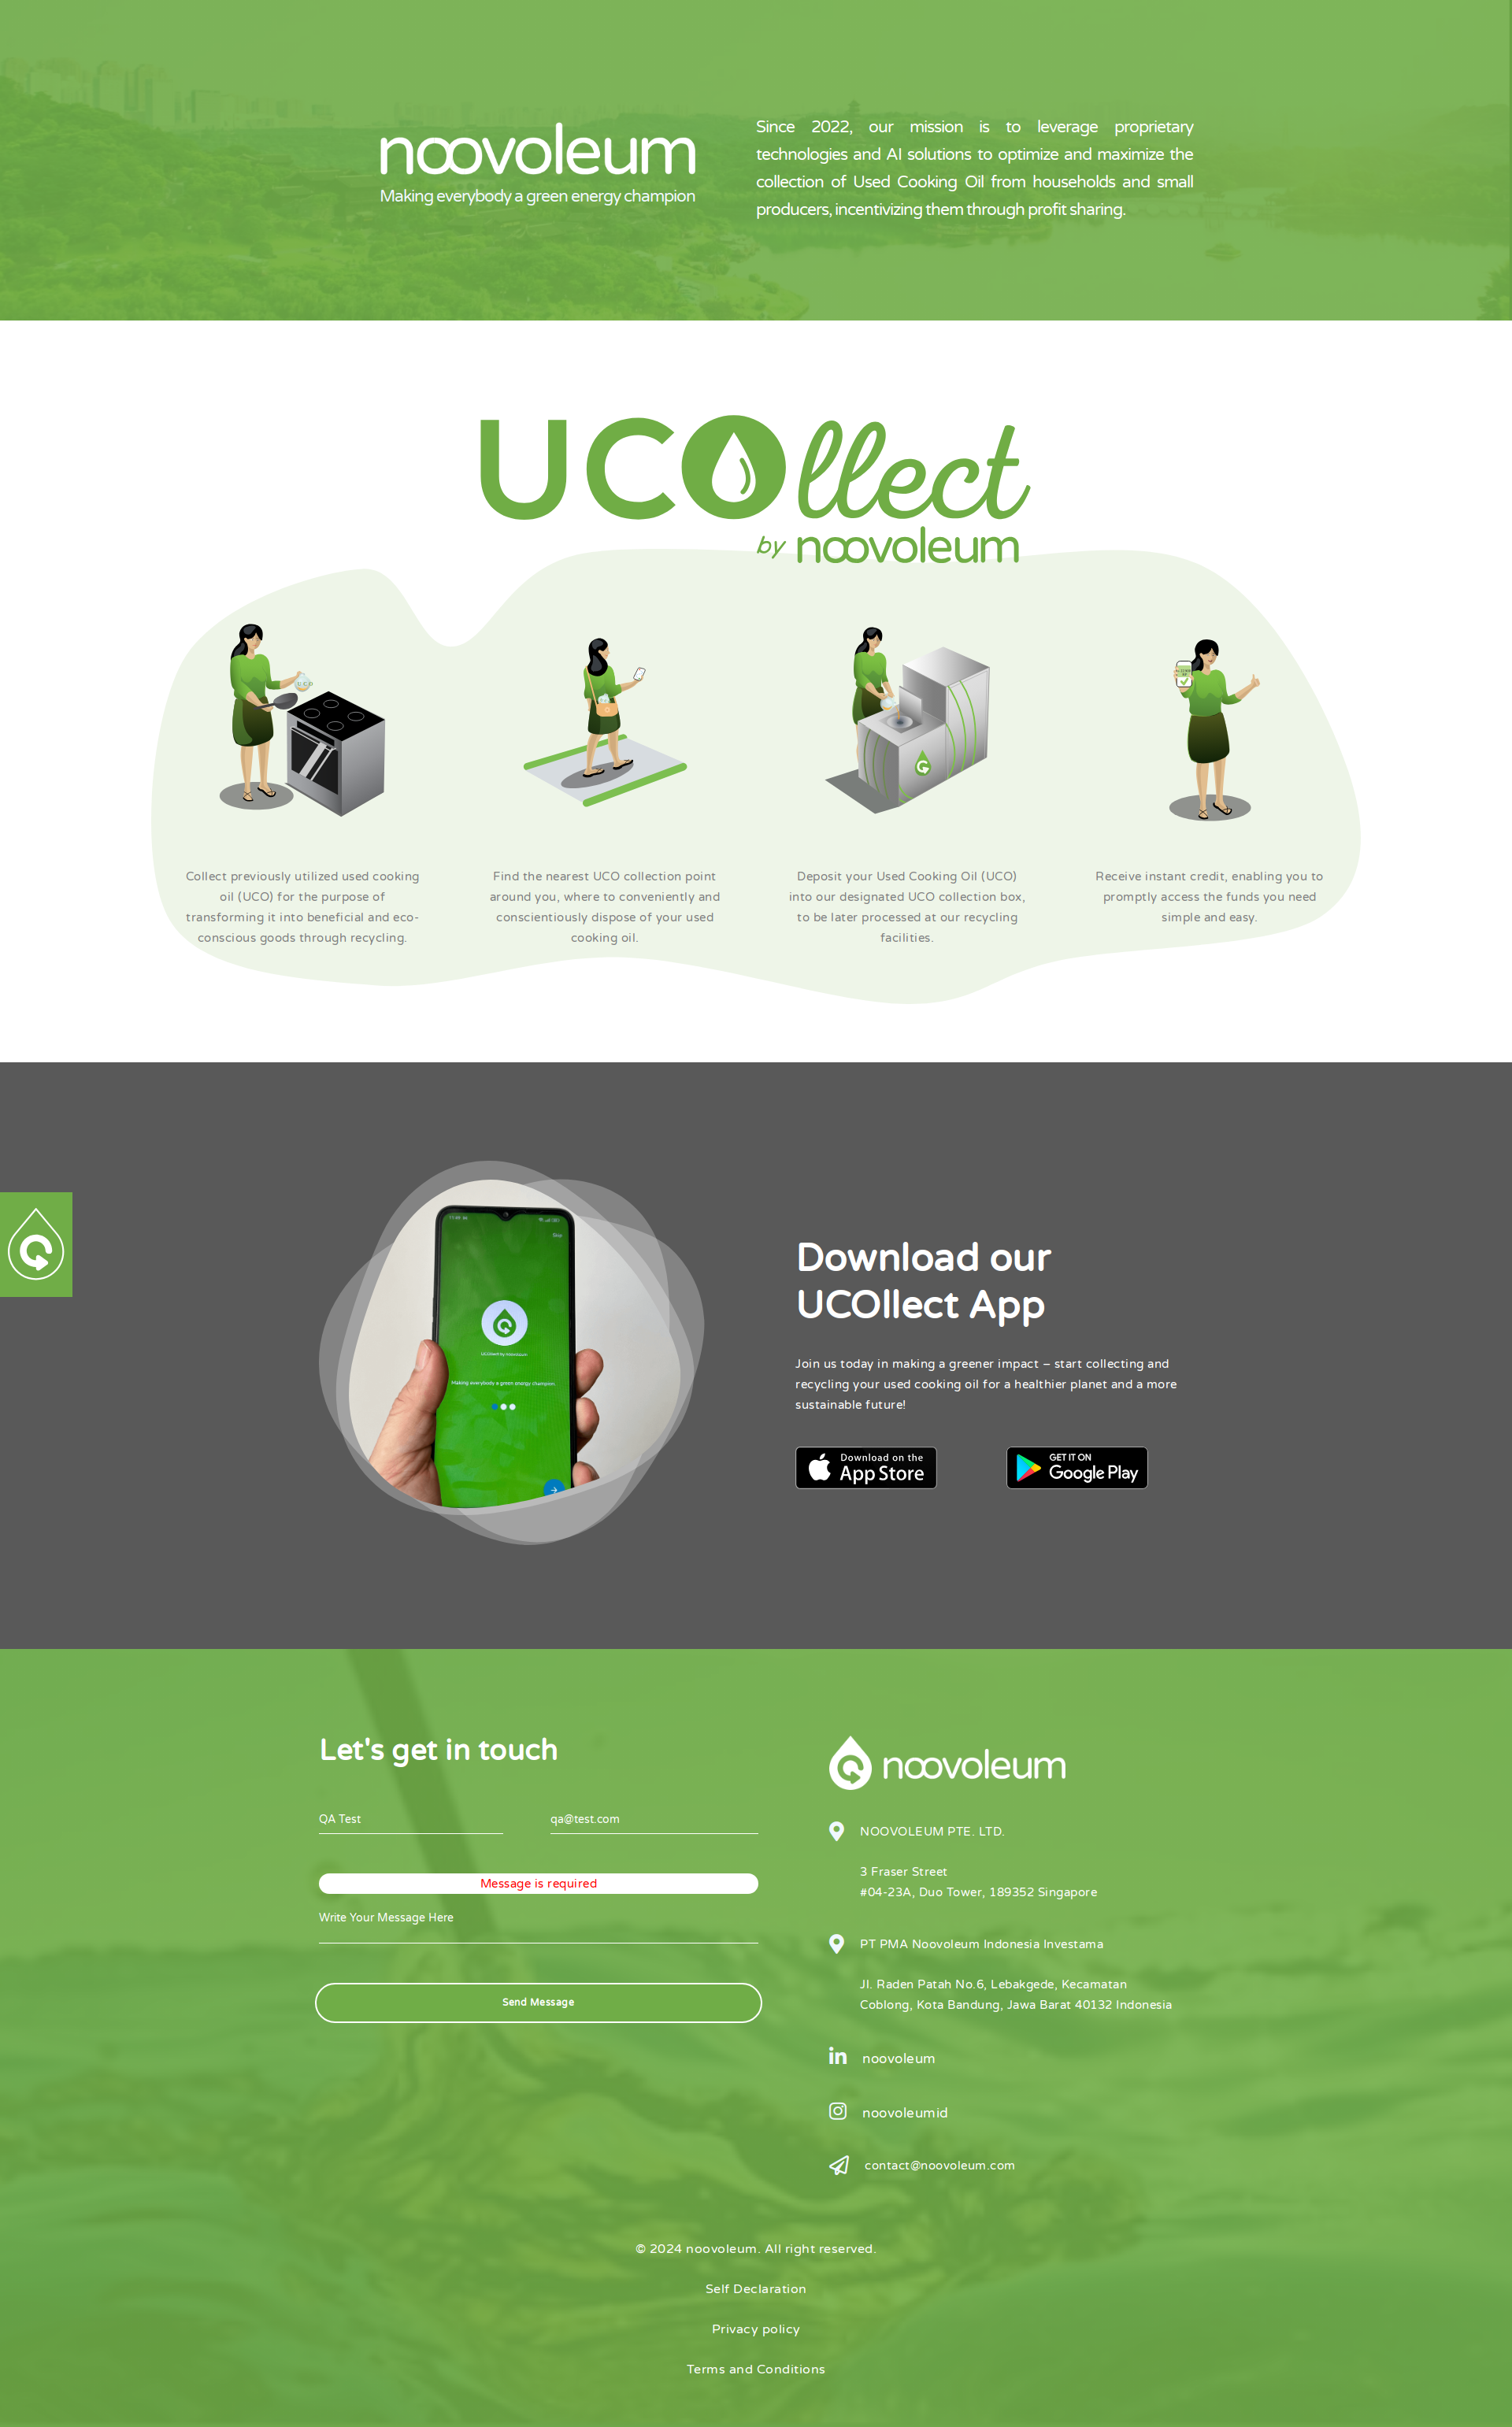 noovoleum
Making everybody a green energy champion
Since 2022, our mission is to leverage proprietary
technologies and AI solutions to optimize and maximize the
collection of Used Cooking Oil from households and small
producers, incentivizing them through profit sharing.
UCOllect
by noovoleum
UCO
Collect previously utilized used cooking
oil (UCO) for the purpose of
transforming it into beneficial and eco-
conscious goods through recycling.
Find the nearest UCO collection point
around you, where to conveniently and
conscientiously dispose of your used
cooking oil.
Deposit your Used Cooking Oil (UCO)
into our designated UCO collection box,
to be later processed at our recycling
facilities.
Receive instant credit, enabling you to
promptly access the funds you need
simple and easy.
Skip
UCOllect by noovoleum
Making everybody a green energy champion.
Download our
UCOllect App
Join us today in making a greener impact – start collecting and
recycling your used cooking oil for a healthier planet and a more
sustainable future!
Download on the
App Store
GET IT ON
Google Play
Let's get in touch
QA Test
qa@test.com
Message is required
Write Your Message Here
Send Message
noovoleum
NOOVOLEUM PTE. LTD.
3 Fraser Street
#04-23A, Duo Tower, 189352 Singapore
PT PMA Noovoleum Indonesia Investama
Jl. Raden Patah No.6, Lebakgede, Kecamatan
Coblong, Kota Bandung, Jawa Barat 40132 Indonesia
noovoleum
noovoleumid
contact@noovoleum.com
© 2024 noovoleum. All right reserved.
Self Declaration
Privacy policy
Terms and Conditions